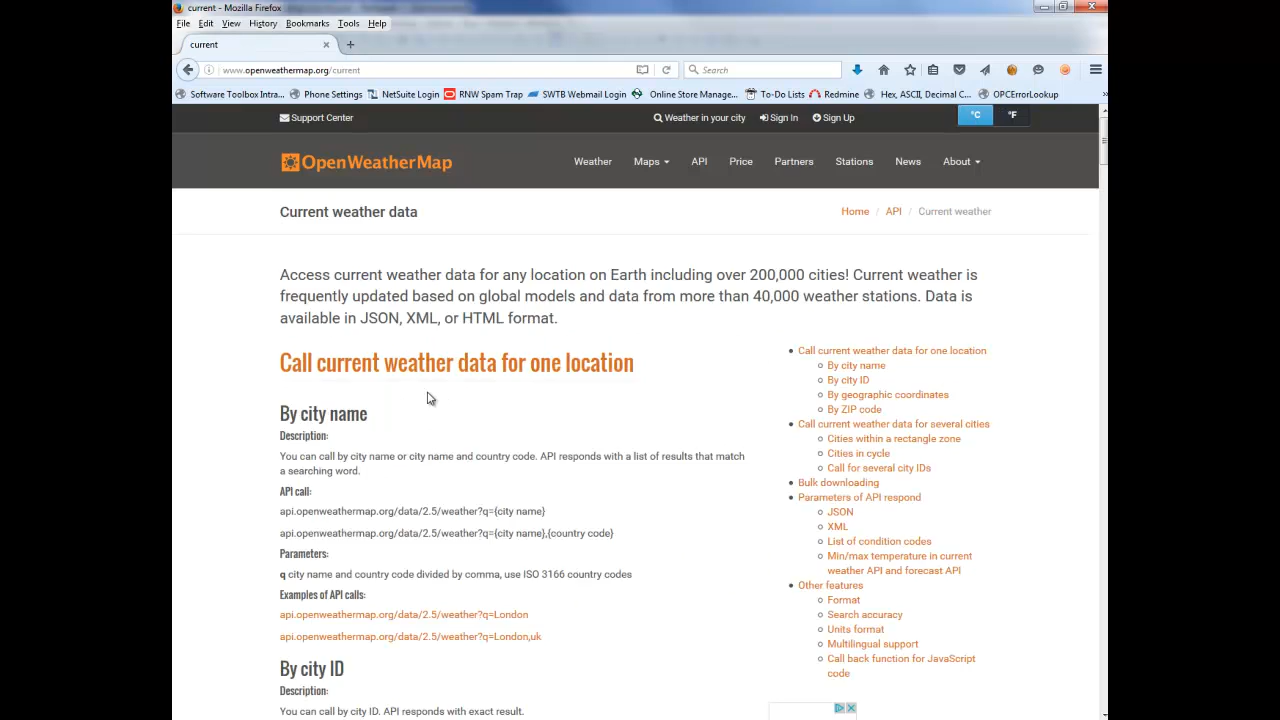 current - Mozilla Firefox
File Edit View History Bookmarks Tools Help
current
www.openweathermap.org/current
Search
Software Toolbox Intra... Phone Settings NetSuite Login RNW Spam Trap SWTB Webmail Login Online Store Manage... To-Do Lists Redmine Hex, ASCII, Decimal C... OPCErrorLookup
Support Center Weather in your city Sign In Sign Up °C °F
OpenWeatherMap Weather Maps API Price Partners Stations News About
Current weather data Home / API / Current weather
Access current weather data for any location on Earth including over 200,000 cities! Current weather is
frequently updated based on global models and data from more than 40,000 weather stations. Data is
available in JSON, XML, or HTML format.
Call current weather data for one location
By city name
Description:
You can call by city name or city name and country code. API responds with a list of results that match
a searching word.
API call:
api.openweathermap.org/data/2.5/weather?q={city name}
api.openweathermap.org/data/2.5/weather?q={city name},{country code}
Parameters:
q city name and country code divided by comma, use ISO 3166 country codes
Examples of API calls:
api.openweathermap.org/data/2.5/weather?q=London
api.openweathermap.org/data/2.5/weather?q=London,uk
By city ID
Description:
You can call by city ID. API responds with exact result.
Call current weather data for one location
By city name
By city ID
By geographic coordinates
By ZIP code
Call current weather data for several cities
Cities within a rectangle zone
Cities in cycle
Call for several city IDs
Bulk downloading
Parameters of API respond
JSON
XML
List of condition codes
Min/max temperature in current
weather API and forecast API
Other features
Format
Search accuracy
Units format
Multilingual support
Call back function for JavaScript
code